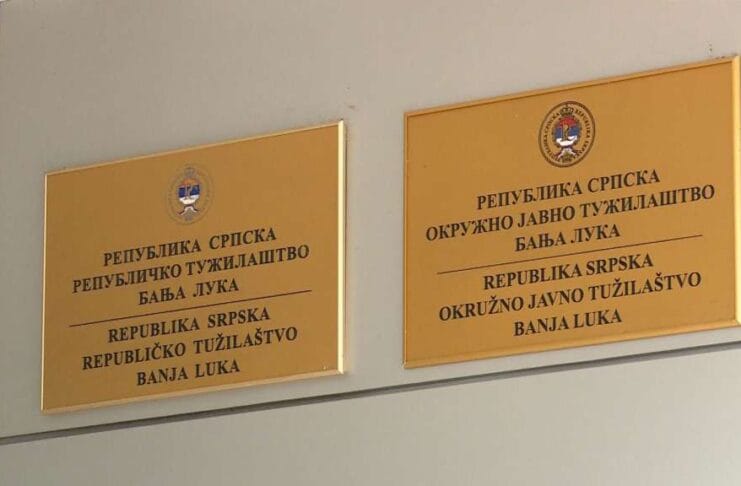 РЕПУБЛИКА СРПСКА
РЕПУБЛИЧКО ТУЖИЛАШТВО
БАЊА ЛУКА
REPUBLIKA SRPSKA
REPUBLIČKO TUŽILAŠTVO
BANJA LUKA
РЕПУБЛИКА СРПСКА
ОКРУЖНО ЈАВНО ТУЖИЛАШТВО
БАЊА ЛУКА
REPUBLIKA SRPSKA
OKRUŽNO JAVNO TUŽILAŠTVO
BANJA LUKA